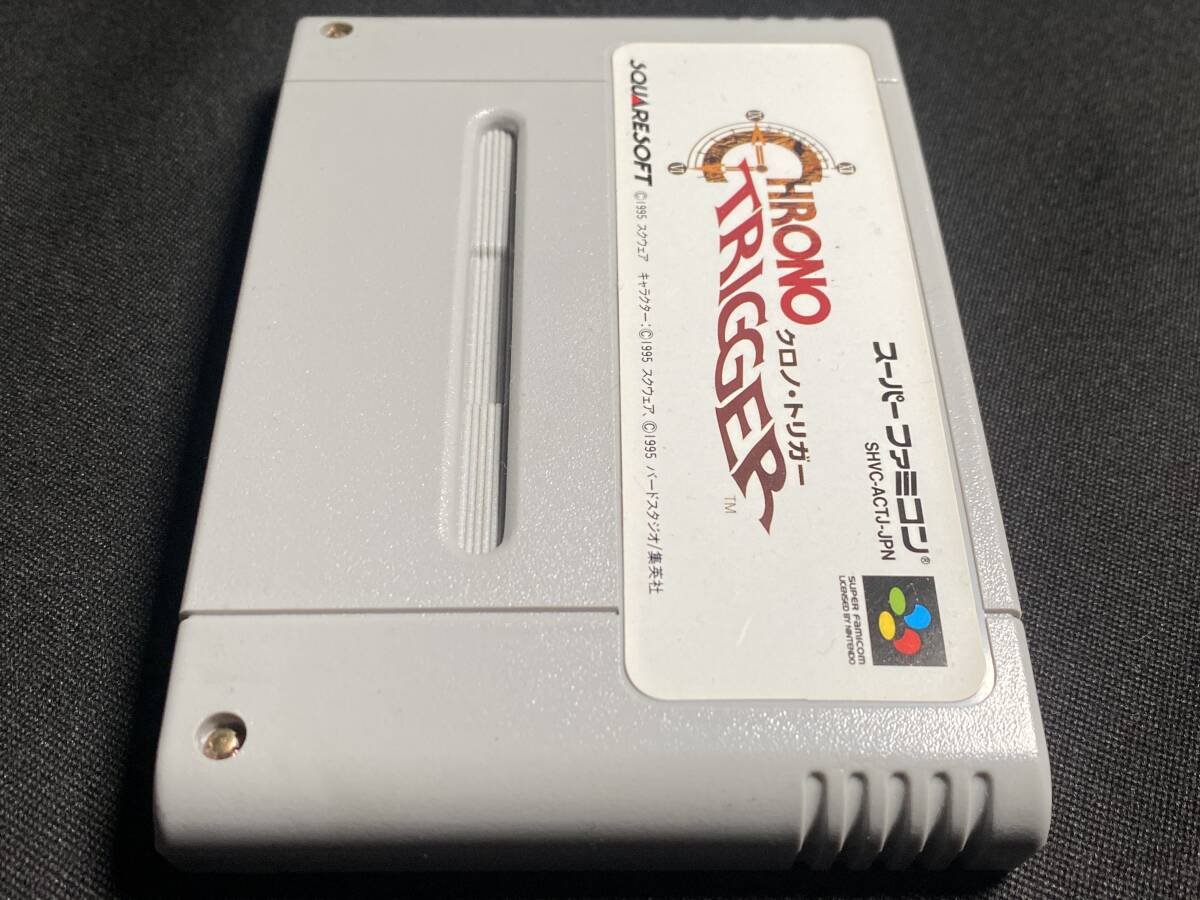 スーパーファミコン®
SHVC-ACTJ-JPN
SUPER FAMICOM
LICENSED BY NINTENDO
CHRONO
TRIGGER™
クロノ・トリガー
SQUARESOFT ©1995 スクウェア キャラクター:©1995 スクウェア、©1995 バードスタジオ/集英社